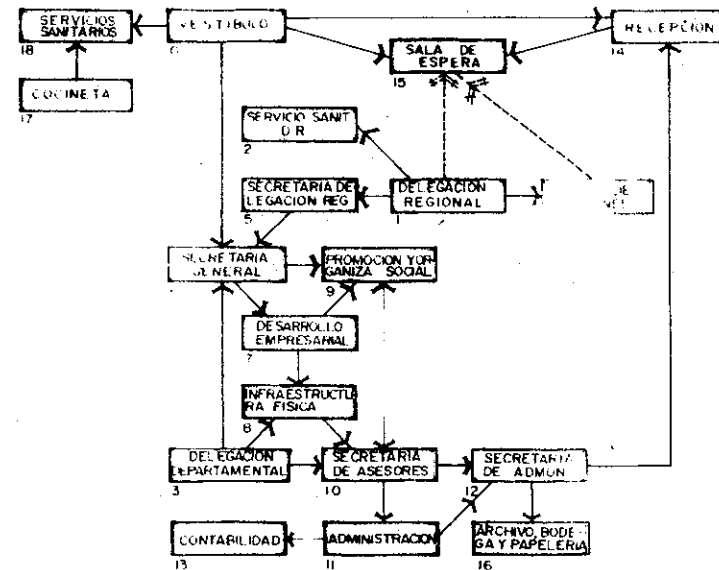 SERVICIOS
SANITARIOS
18
VESTIBULO
6
RECEPCION
14
SALA DE
ESPERA
15
COCINETA
17
SERVICIO SANIT
D R
2
SECRETARIA DE
LEGACION REG
5
DELEGACION
REGIONAL
1
DE
SECRETARIA
GENERAL
PROMOCION Y OR
GANIZA SOCIAL
9
DESARROLLO
EMPRESARIAL
7
INFRAESTRUCTU
RA FISICA
8
DELEGACION
DEPARTAMENTAL
3
SECRETARIA
DE ASESORES
10
SECRETARIA
DE ADMON
12
CONTABILIDAD
13
ADMINISTRACION
11
ARCHIVO, BODE-
GA Y PAPELERIA
16